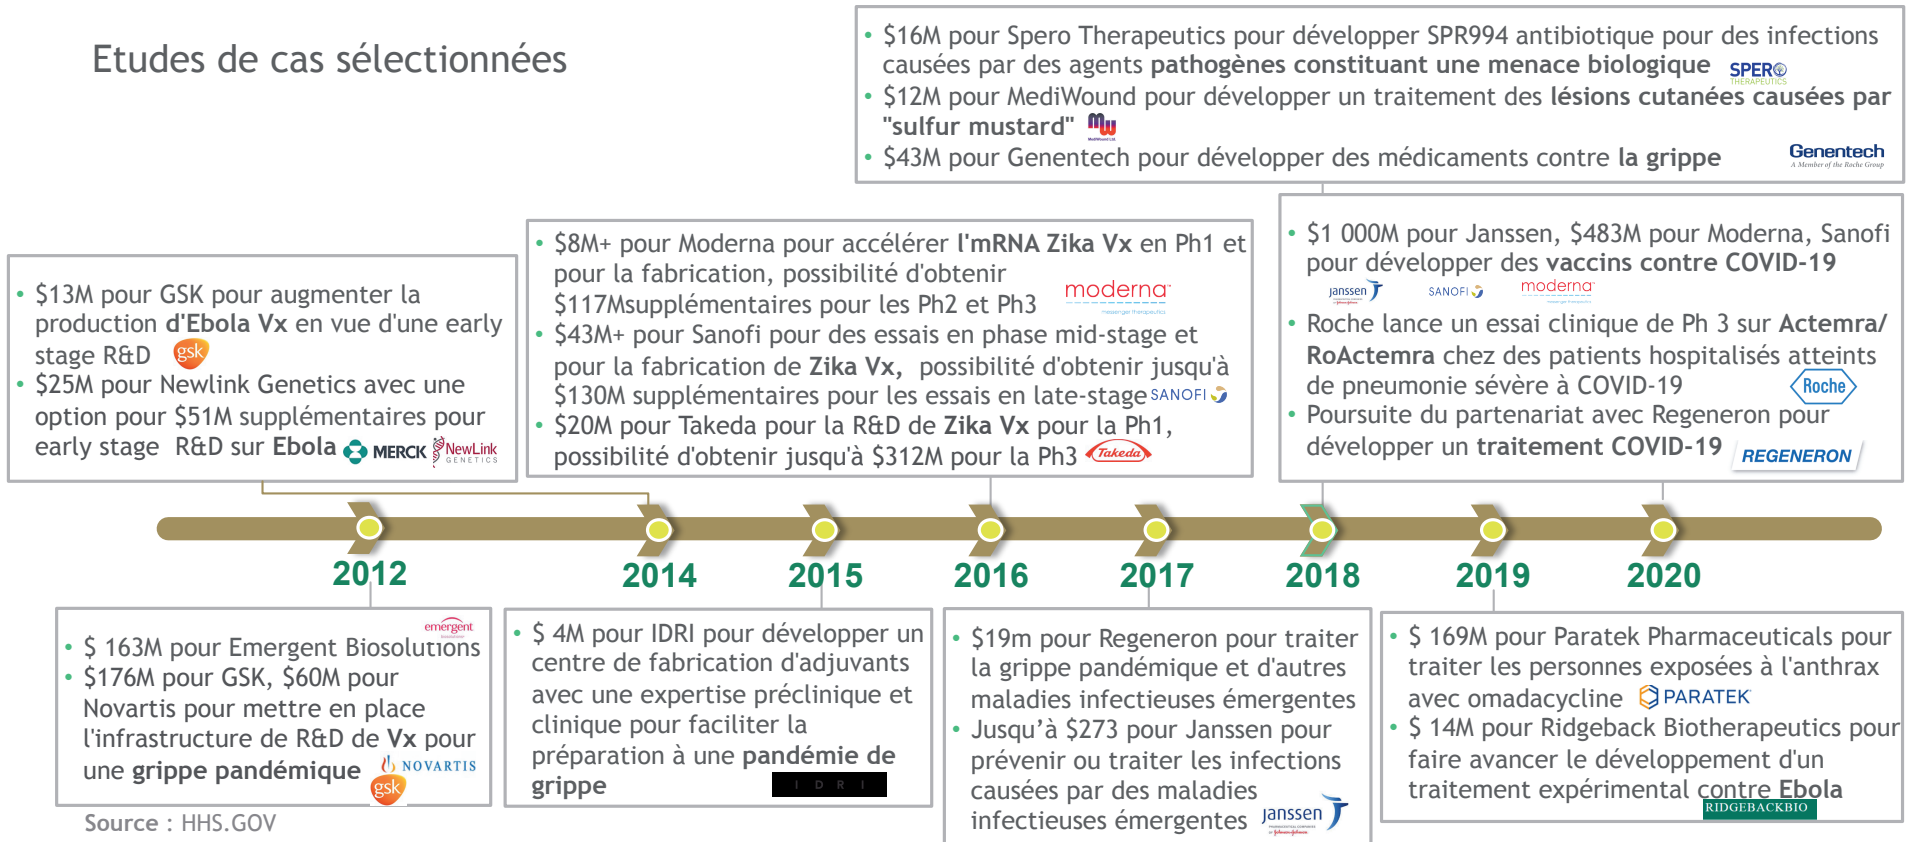 Etudes de cas sélectionnées
• $16M pour Spero Therapeutics pour développer SPR994 antibiotique pour des infections
causées par des agents pathogènes constituant une menace biologique
SPERO
THERAPEUTICS
• $12M pour MediWound pour développer un traitement des lésions cutanées causées par
"sulfur mustard"
mw
MediWound Ltd.
• $43M pour Genentech pour développer des médicaments contre la grippe
Genentech
A Member of the Roche Group
• $13M pour GSK pour augmenter la
production d'Ebola Vx en vue d'une early
stage R&D
gsk
• $25M pour Newlink Genetics avec une
option pour $51M supplémentaires pour
early stage R&D sur Ebola
MERCK
NewLink
GENETICS
• $8M+ pour Moderna pour accélérer l'mRNA Zika Vx en Ph1 et
pour la fabrication, possibilité d'obtenir
$117Msupplémentaires pour les Ph2 et Ph3
moderna
messenger therapeutics
• $43M+ pour Sanofi pour des essais en phase mid-stage et
pour la fabrication de Zika Vx, possibilité d'obtenir jusqu'à
$130M supplémentaires pour les essais en late-stage
SANOFI
• $20M pour Takeda pour la R&D de Zika Vx pour la Ph1,
possibilité d'obtenir jusqu'à $312M pour la Ph3
Takeda
• $1 000M pour Janssen, $483M pour Moderna, Sanofi
pour développer des vaccins contre COVID-19
janssen
SANOFI
moderna
messenger therapeutics
• Roche lance un essai clinique de Ph 3 sur Actemra/
RoActemra chez des patients hospitalisés atteints
de pneumonie sévère à COVID-19
Roche
• Poursuite du partenariat avec Regeneron pour
développer un traitement COVID-19
REGENERON
2012
2014
2015
2016
2017
2018
2019
2020
emergent
• $ 163M pour Emergent Biosolutions
• $176M pour GSK, $60M pour
Novartis pour mettre en place
l'infrastructure de R&D de Vx pour
une grippe pandémique
NOVARTIS
gsk
• $ 4M pour IDRI pour développer un
centre de fabrication d'adjuvants
avec une expertise préclinique et
clinique pour faciliter la
préparation à une pandémie de
grippe
IDRI
• $19m pour Regeneron pour traiter
la grippe pandémique et d'autres
maladies infectieuses émergentes
• Jusqu’à $273 pour Janssen pour
prévenir ou traiter les infections
causées par des maladies
infectieuses émergentes
janssen
• $ 169M pour Paratek Pharmaceuticals pour
traiter les personnes exposées à l'anthrax
avec omadacycline
PARATEK
• $ 14M pour Ridgeback Biotherapeutics pour
faire avancer le développement d'un
traitement expérimental contre Ebola
RIDGEBACKBIO
Source : HHS.GOV